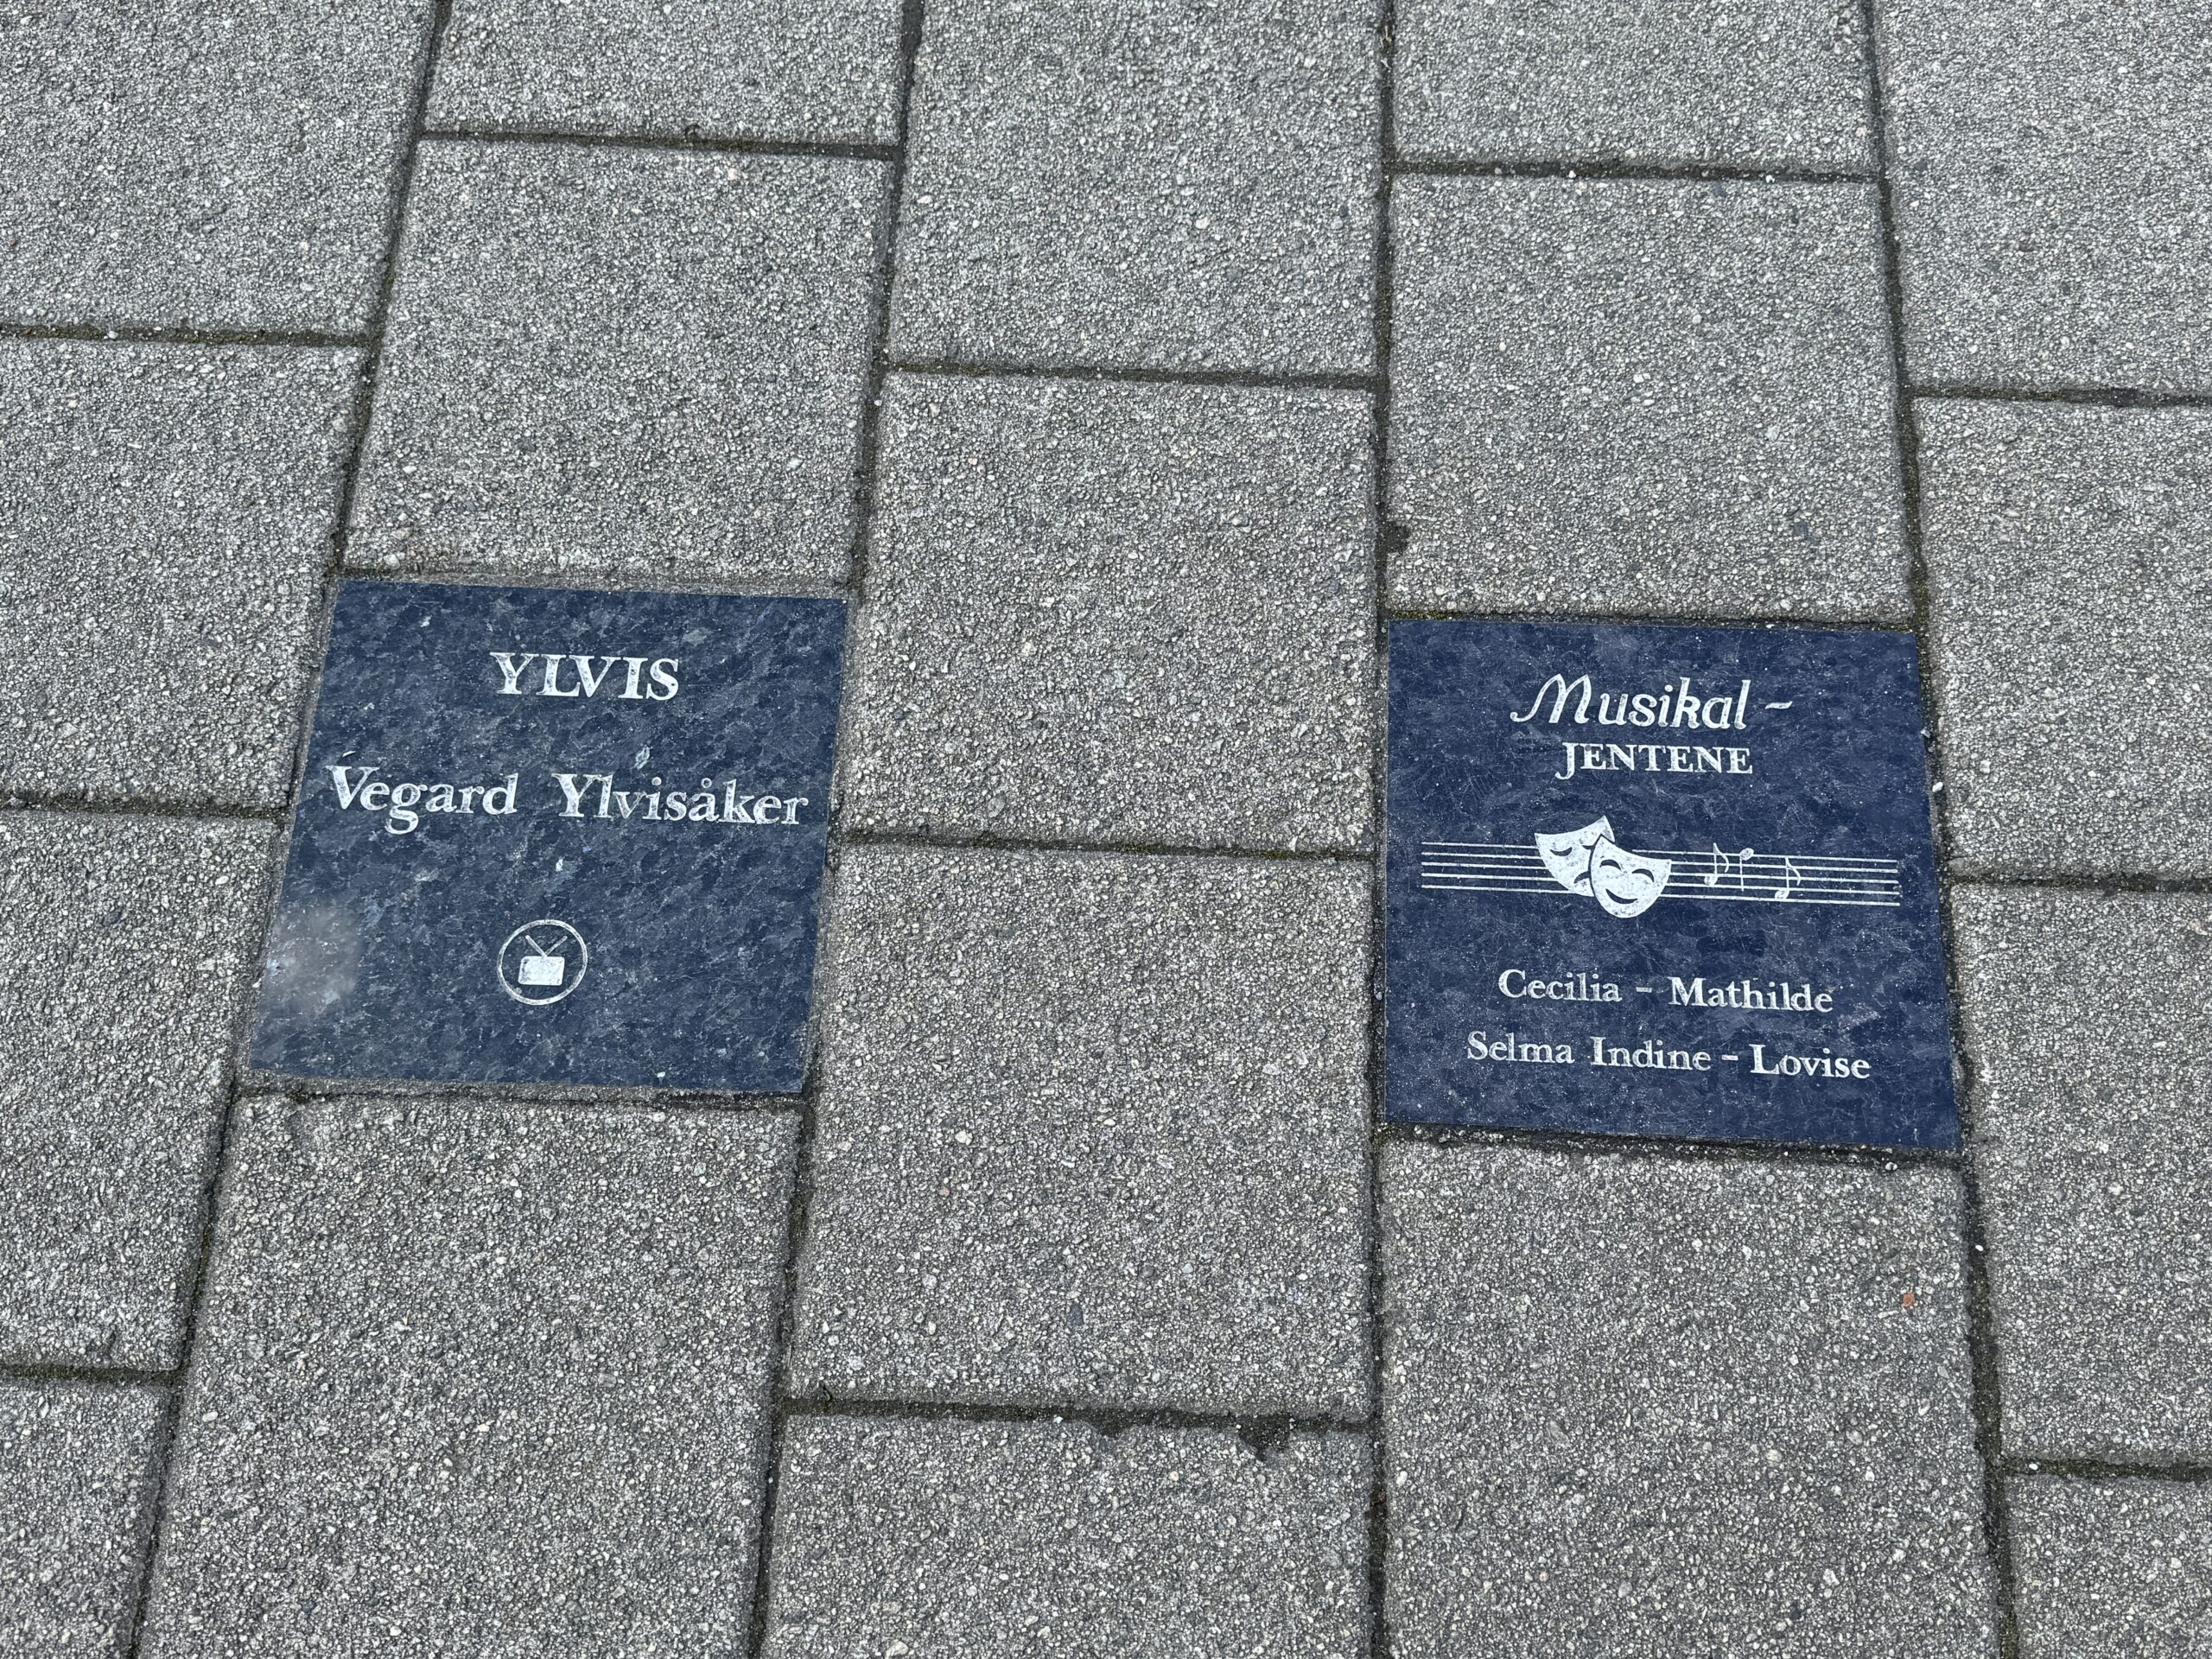 YLVIS
Vegard Ylvisåker
Musikal -
JENTENE
Cecilia - Mathilde
Selma Indine - Lovise